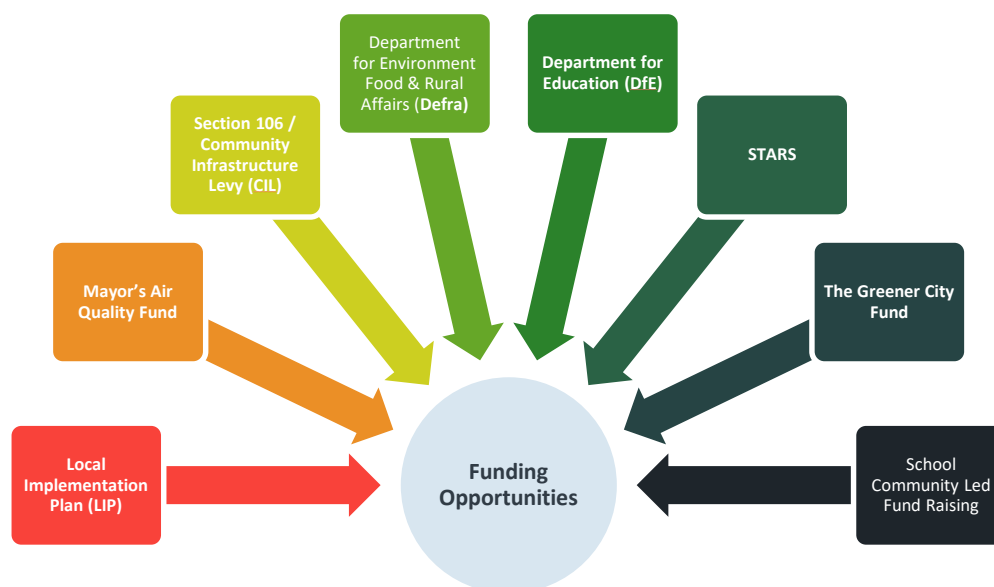 Department
for Environment
Food & Rural
Affairs (Defra)
Department for
Education (DfE)
Section 106 /
Community
Infrastructure
Levy (CIL)
STARS
Mayor’s Air
Quality Fund
The Greener City
Fund
Local
Implementation
Plan (LIP)
Funding
Opportunities
School
Community Led
Fund Raising